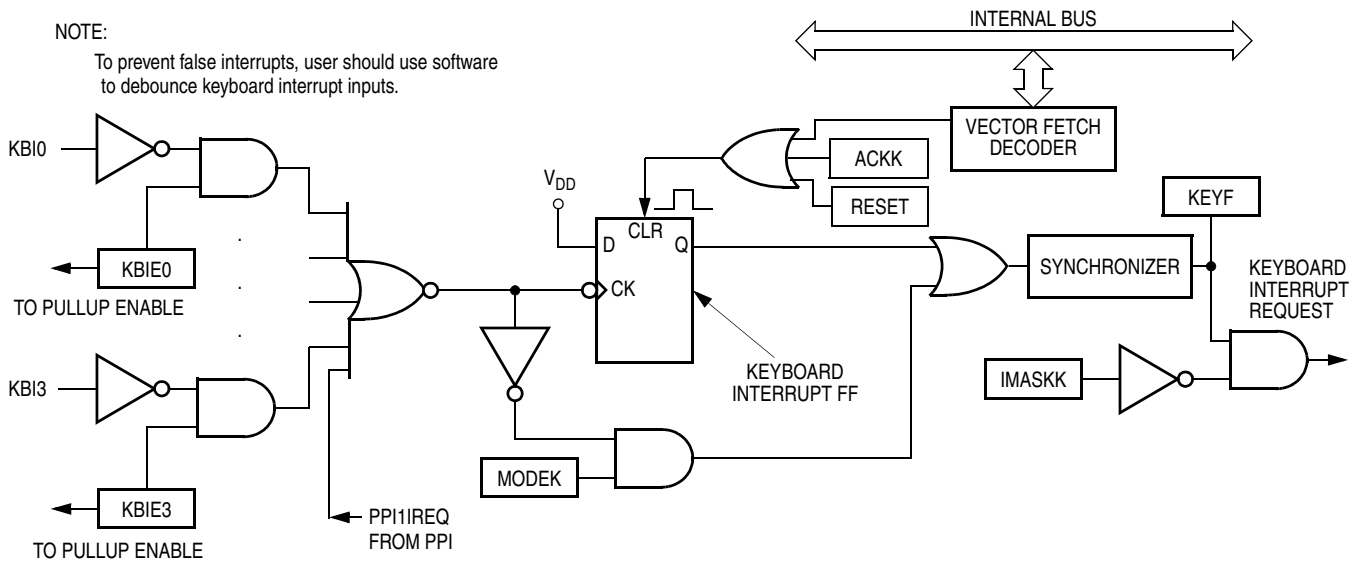 NOTE:
To prevent false interrupts, user should use software
to debounce keyboard interrupt inputs.
INTERNAL BUS
VECTOR FETCH
DECODER
ACKK
RESET
KBI0
KBIE0
TO PULLUP ENABLE
.
.
.
KBI3
KBIE3
TO PULLUP ENABLE
PPI1IREQ
FROM PPI
VDD
D
CLR
Q
CK
KEYBOARD
INTERRUPT FF
MODEK
SYNCHRONIZER
KEYF
IMASKK
KEYBOARD
INTERRUPT
REQUEST